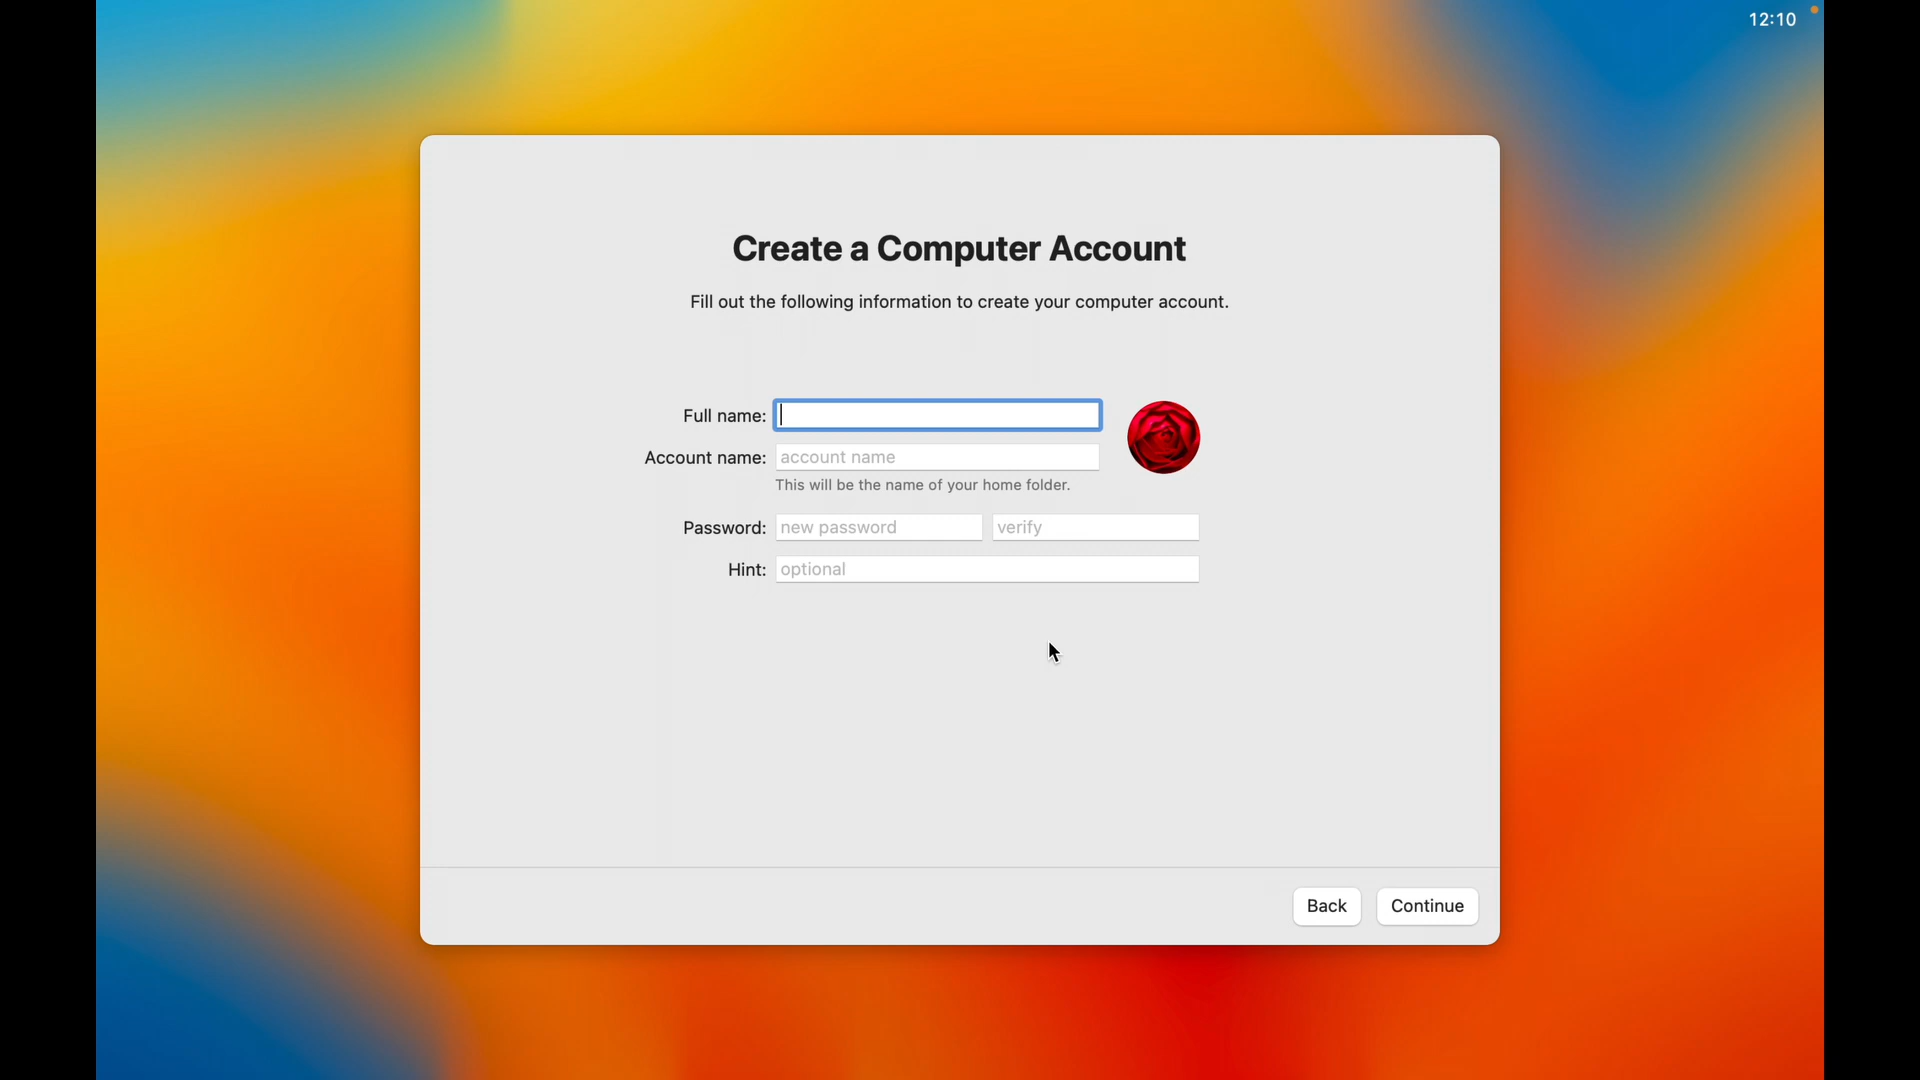 12:10
Create a Computer Account
Fill out the following information to create your computer account.
Full name:
Account name: account name
This will be the name of your home folder.
Password: new password verify
Hint: optional
Back Continue